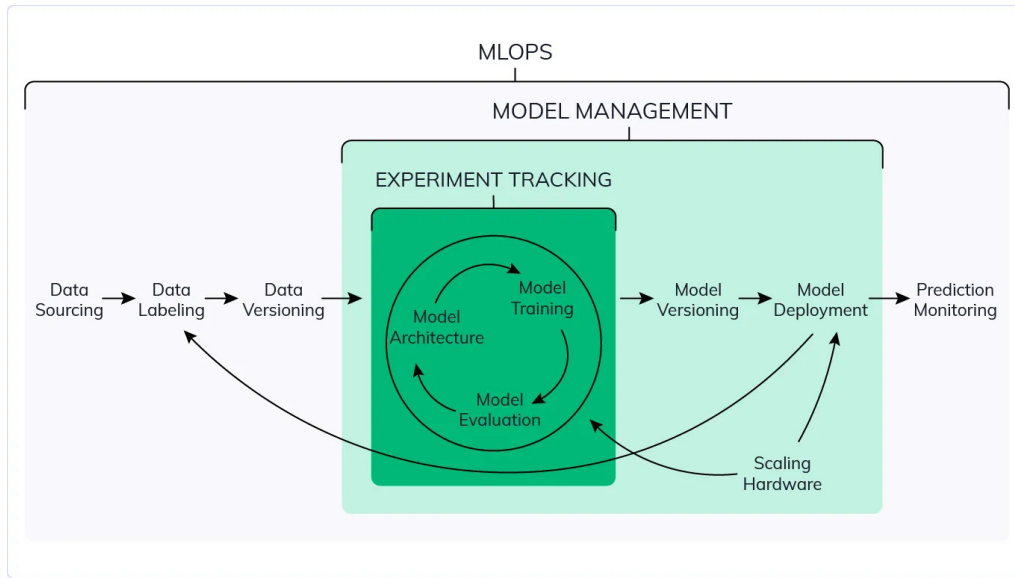 MLOPS
MODEL MANAGEMENT
EXPERIMENT TRACKING
Data
Sourcing
Data
Labeling
Data
Versioning
Model
Architecture
Model
Training
Model
Evaluation
Model
Versioning
Model
Deployment
Prediction
Monitoring
Scaling
Hardware